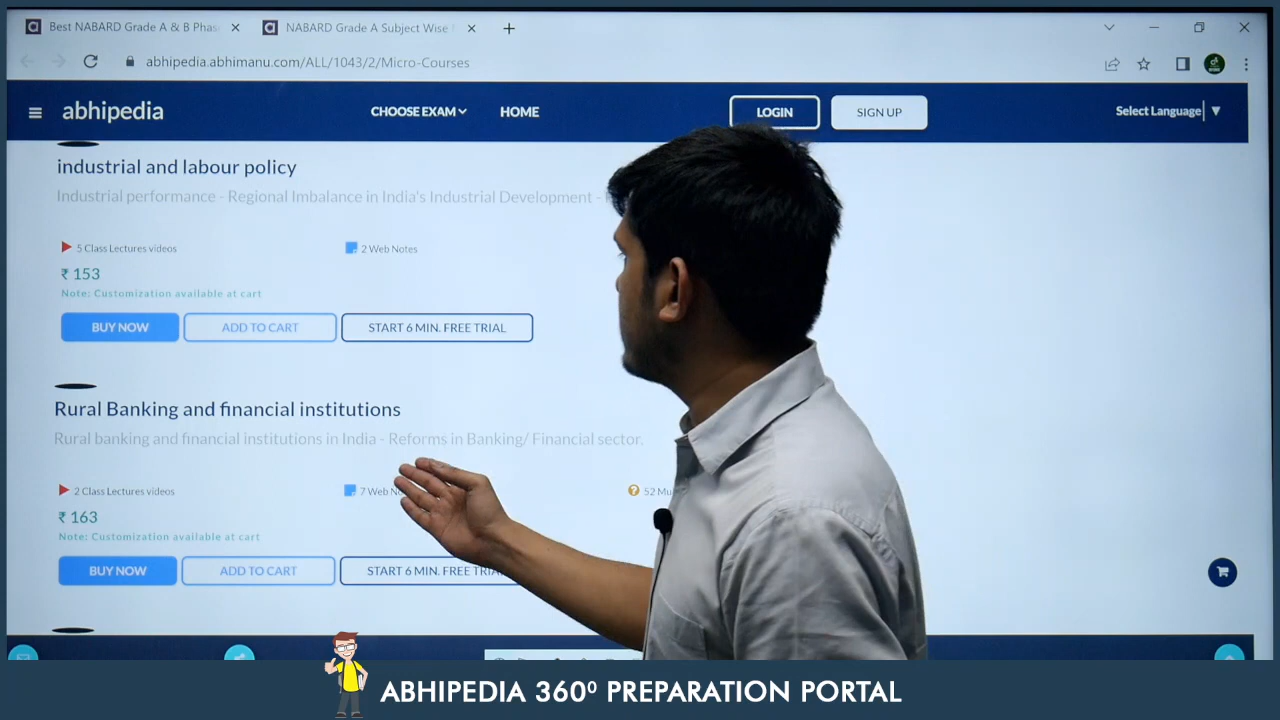 Best NABARD Grade A & B Phas
NABARD Grade A Subject Wise
abhipedia.abhimanu.com/ALL/1043/2/Micro-Courses
abhipedia
CHOOSE EXAM
HOME
LOGIN
SIGN UP
Select Language
industrial and labour policy
Industrial performance - Regional Imbalance in India's Industrial Development -
5 Class Lectures videos
2 Web Notes
₹ 153
Note: Customization available at cart
BUY NOW
ADD TO CART
START 6 MIN. FREE TRIAL
Rural Banking and financial institutions
Rural banking and financial institutions in India - Reforms in Banking/ Financial sector.
2 Class Lectures videos
7 Web
52
₹ 163
Note: Customization available at cart
BUY NOW
ADD TO CART
START 6 MIN. FREE
ABHIPEDIA 360⁰ PREPARATION PORTAL